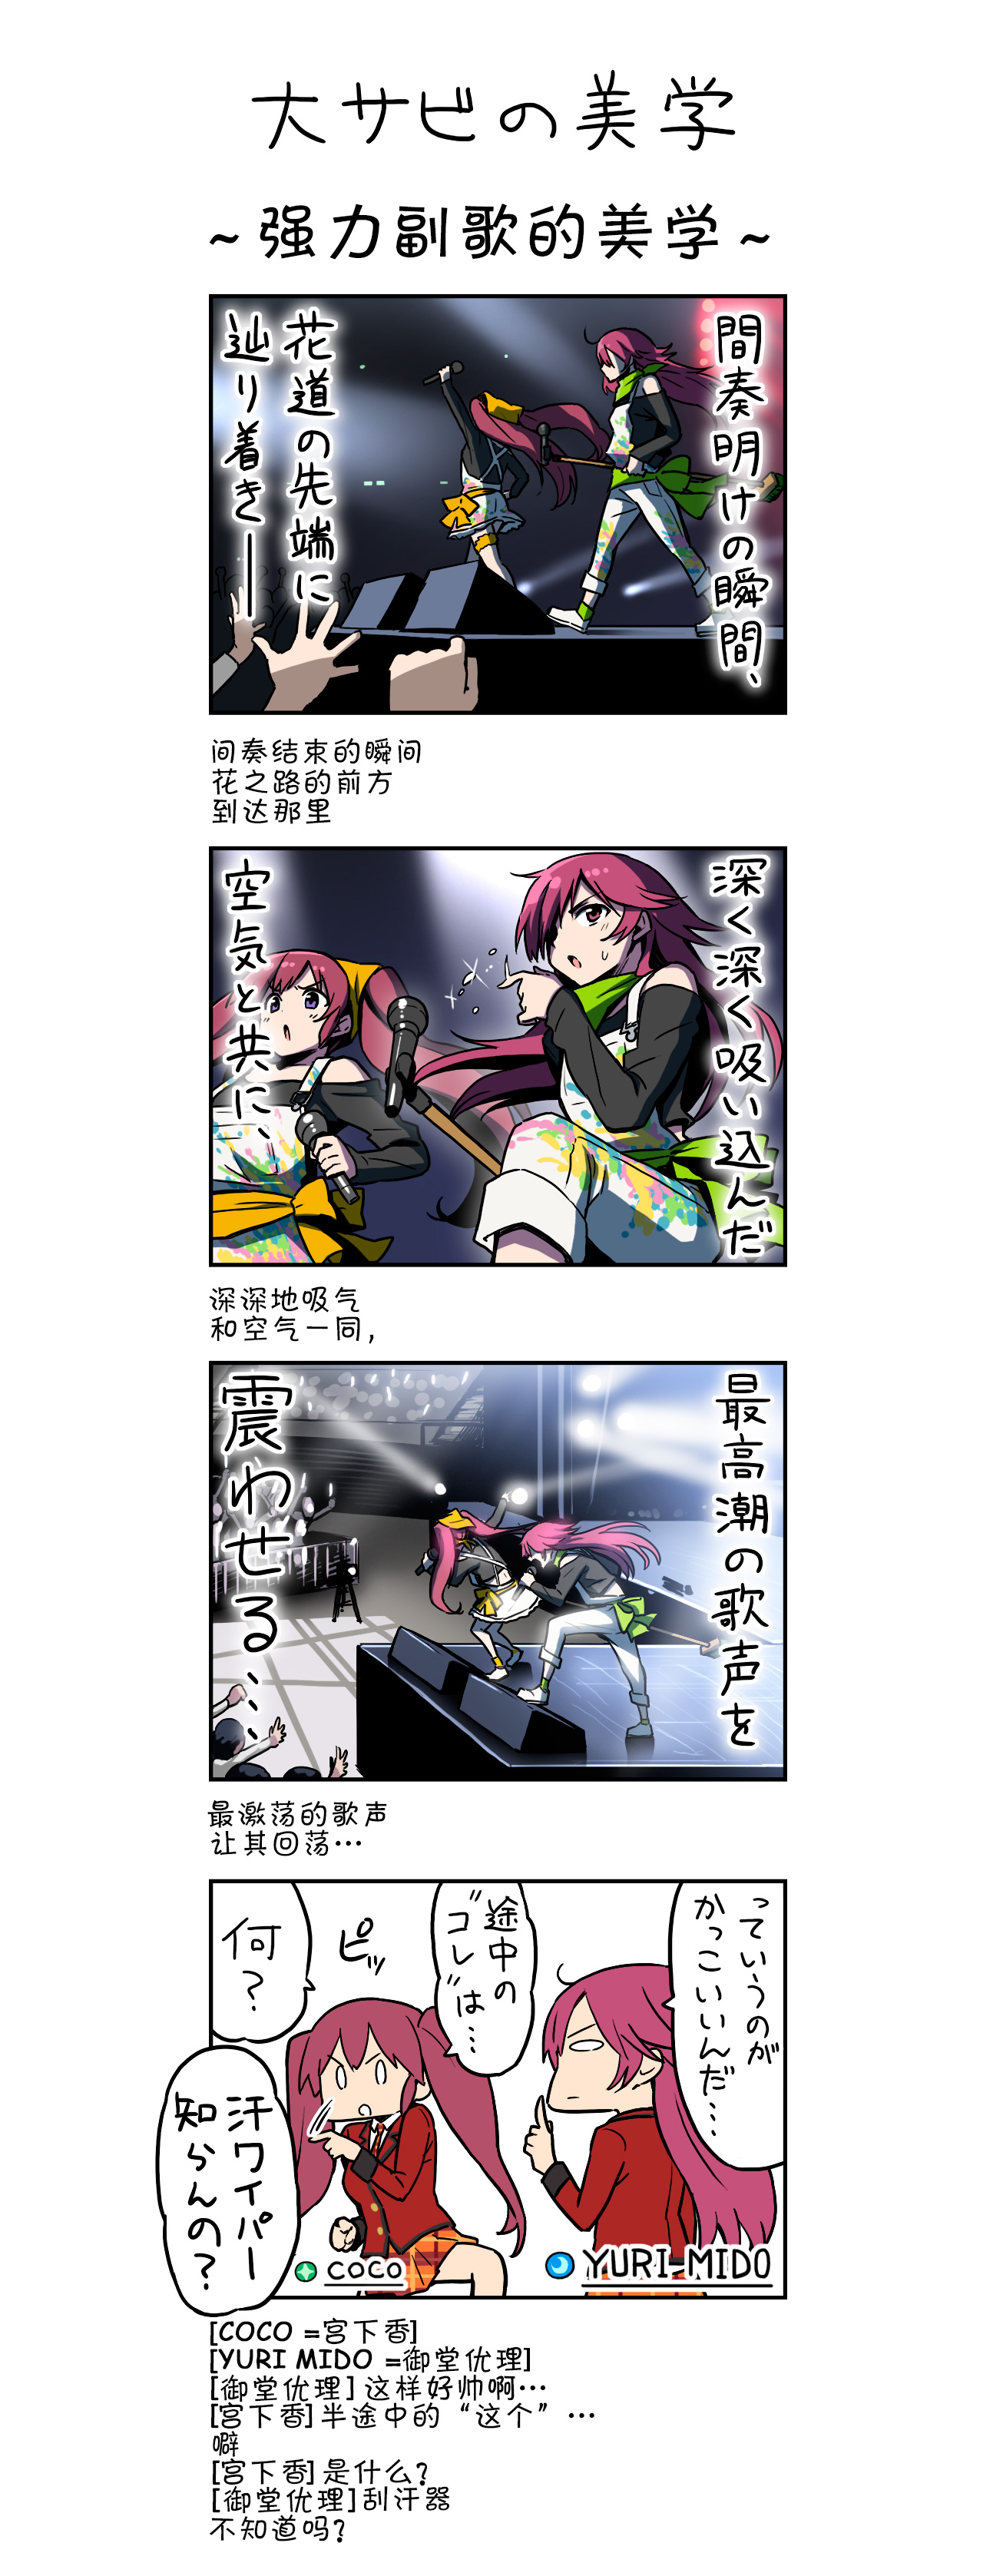 大サビの美学
~强力副歌的美学~
間奏明けの瞬間、
花道の先端に
辿り着き——
间奏结束的瞬间
花之路的前方
到达那里
深く深く吸い込んだ
空気と共に、
深深地吸气
和空气一同，
最高潮の歌声を
震わせる…
最激荡的歌声
让其回荡…
っていうのが
かっこいいんだ…
途中の
“コレ”は…
ピッ
何？
汗ワイパー
知らんの？
COCO
YURI MIDO
[COCO =宫下香]
[YURI MIDO =御堂优理]
[御堂优理] 这样好帅啊…
[宫下香]半途中的“这个”…
噼
[宫下香]是什么?
[御堂优理]刮汗器
不知道吗?